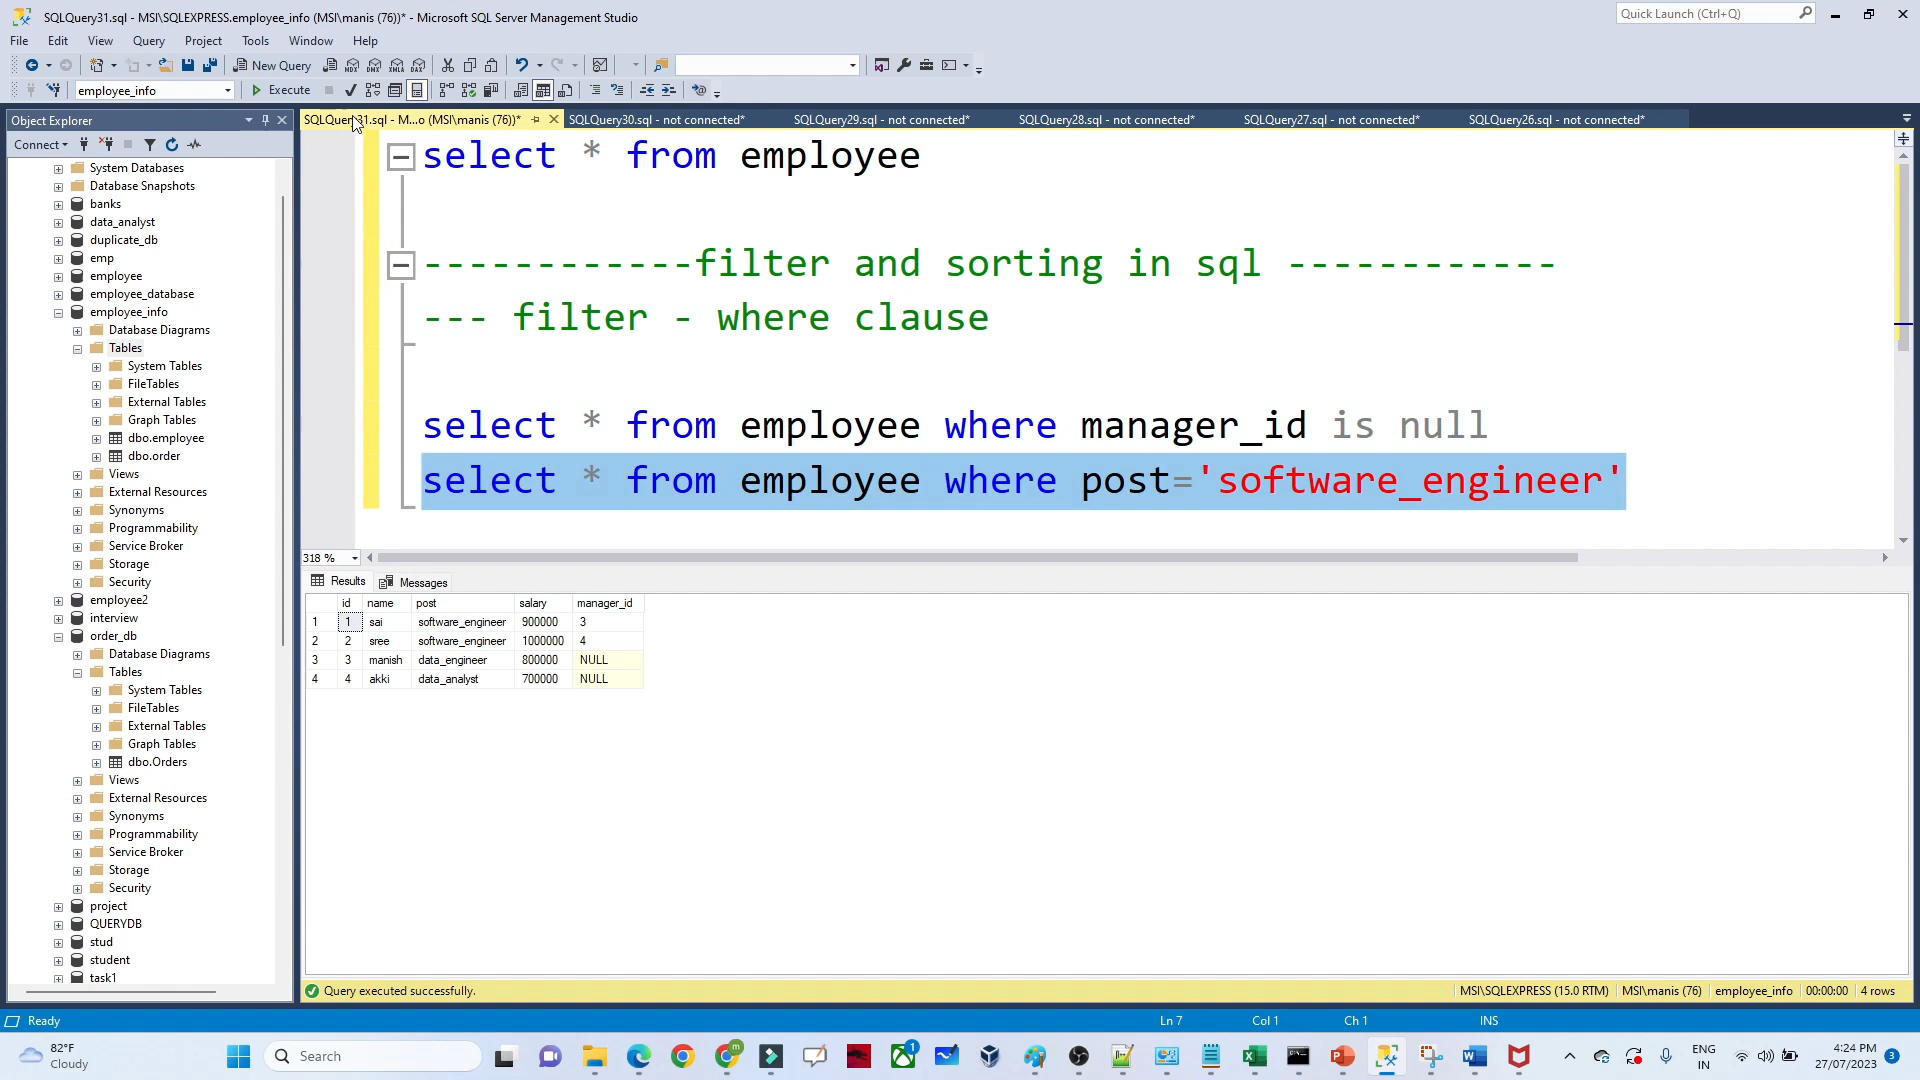 SQLQuery31.sql - MSI\SQLEXPRESS.employee_info (MSI\manis (76))* - Microsoft SQL Server Management Studio
Quick Launch (Ctrl+Q)
File Edit View Query Project Tools Window Help
New Query
employee_info
Execute
Object Explorer
SQLQuery31.sql - M...o (MSI\manis (76))*
SQLQuery30.sql - not connected*
SQLQuery29.sql - not connected*
SQLQuery28.sql - not connected*
SQLQuery27.sql - not connected*
SQLQuery26.sql - not connected*
Connect
System Databases
Database Snapshots
banks
data_analyst
duplicate_db
emp
employee
employee_database
employee_info
Database Diagrams
Tables
System Tables
FileTables
External Tables
Graph Tables
dbo.employee
dbo.order
Views
External Resources
Synonyms
Programmability
Service Broker
Storage
Security
employee2
interview
order_db
Database Diagrams
Tables
System Tables
FileTables
External Tables
Graph Tables
dbo.Orders
Views
External Resources
Synonyms
Programmability
Service Broker
Storage
Security
project
QUERYDB
stud
student
task1
select * from employee
------------filter and sorting in sql ------------
--- filter - where clause
select * from employee where manager_id is null
select * from employee where post='software_engineer'
318 %
Results Messages
id name post salary manager_id
1 1 sai software_engineer 900000 3
2 2 sree software_engineer 1000000 4
3 3 manish data_engineer 800000 NULL
4 4 akki data_analyst 700000 NULL
Query executed successfully.
MSI\SQLEXPRESS (15.0 RTM) MSI\manis (76) employee_info 00:00:00 4 rows
Ready
Ln 7 Col 1 Ch 1 INS
82°F
Cloudy
Search
ENG
IN
4:24 PM
27/07/2023